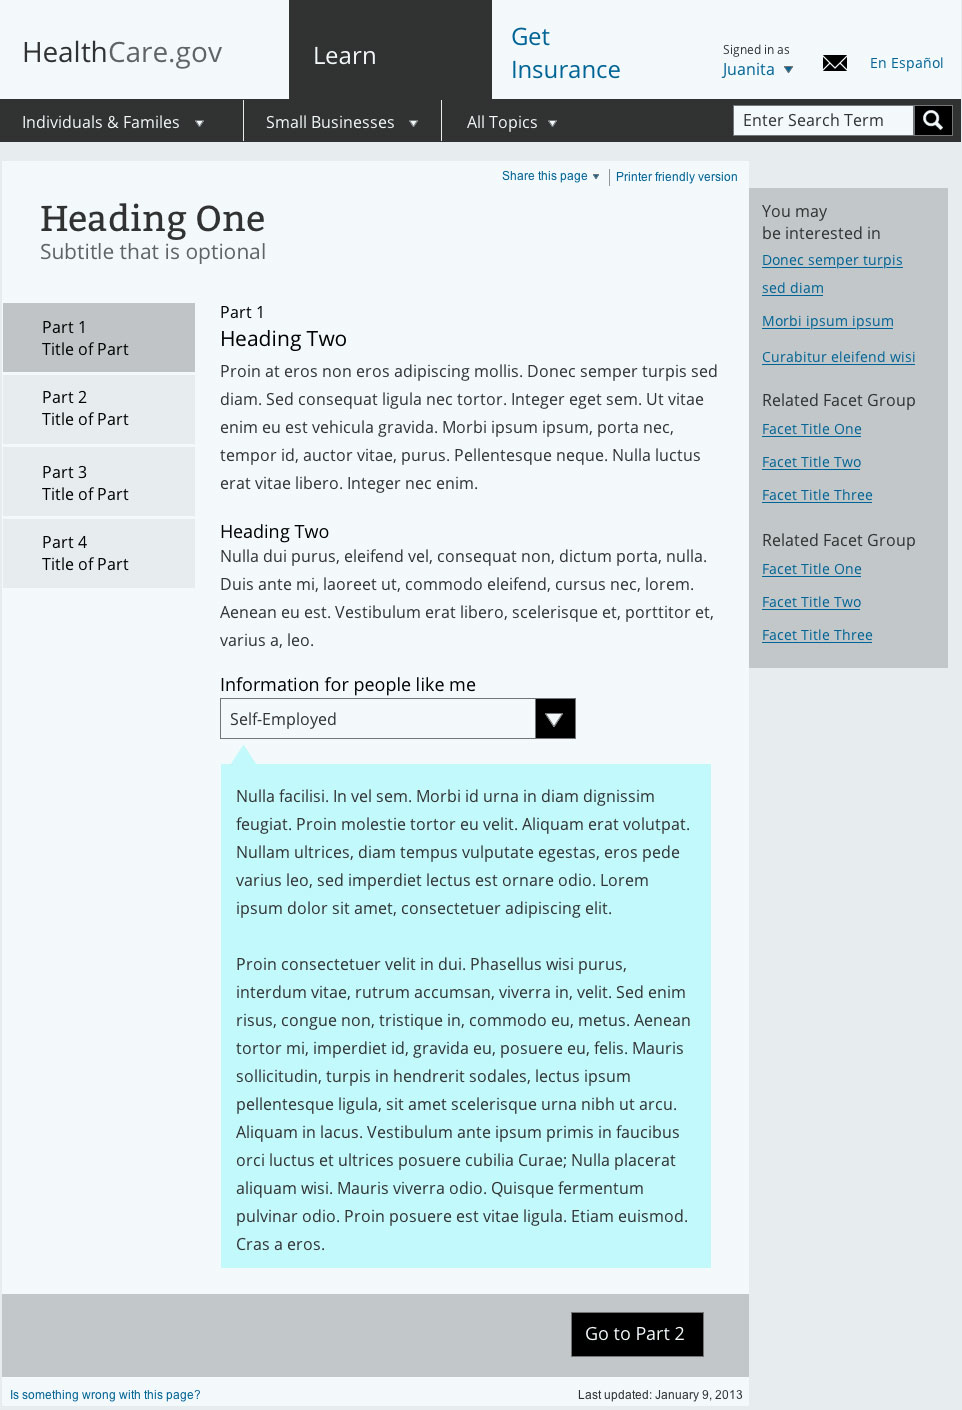 HealthCare.gov
Learn
Get
Insurance
Signed in as
Juanita
En Español
Individuals & Familes
Small Businesses
All Topics
Enter Search Term
Share this page
Printer friendly version
Heading One
Subtitle that is optional
Part 1
Title of Part
Part 2
Title of Part
Part 3
Title of Part
Part 4
Title of Part
Part 1
Heading Two
Proin at eros non eros adipiscing mollis. Donec semper turpis sed
diam. Sed consequat ligula nec tortor. Integer eget sem. Ut vitae
enim eu est vehicula gravida. Morbi ipsum ipsum, porta nec,
tempor id, auctor vitae, purus. Pellentesque neque. Nulla luctus
erat vitae libero. Integer nec enim.
Heading Two
Nulla dui purus, eleifend vel, consequat non, dictum porta, nulla.
Duis ante mi, laoreet ut, commodo eleifend, cursus nec, lorem.
Aenean eu est. Vestibulum erat libero, scelerisque et, porttitor et,
varius a, leo.
Information for people like me
Self-Employed
Nulla facilisi. In vel sem. Morbi id urna in diam dignissim
feugiat. Proin molestie tortor eu velit. Aliquam erat volutpat.
Nullam ultrices, diam tempus vulputate egestas, eros pede
varius leo, sed imperdiet lectus est ornare odio. Lorem
ipsum dolor sit amet, consectetuer adipiscing elit.
Proin consectetuer velit in dui. Phasellus wisi purus,
interdum vitae, rutrum accumsan, viverra in, velit. Sed enim
risus, congue non, tristique in, commodo eu, metus. Aenean
tortor mi, imperdiet id, gravida eu, posuere eu, felis. Mauris
sollicitudin, turpis in hendrerit sodales, lectus ipsum
pellentesque ligula, sit amet scelerisque urna nibh ut arcu.
Aliquam in lacus. Vestibulum ante ipsum primis in faucibus
orci luctus et ultrices posuere cubilia Curae; Nulla placerat
aliquam wisi. Mauris viverra odio. Quisque fermentum
pulvinar odio. Proin posuere est vitae ligula. Etiam euismod.
Cras a eros.
You may
be interested in
Donec semper turpis
sed diam
Morbi ipsum ipsum
Curabitur eleifend wisi
Related Facet Group
Facet Title One
Facet Title Two
Facet Title Three
Related Facet Group
Facet Title One
Facet Title Two
Facet Title Three
Go to Part 2
Is something wrong with this page?
Last updated: January 9, 2013